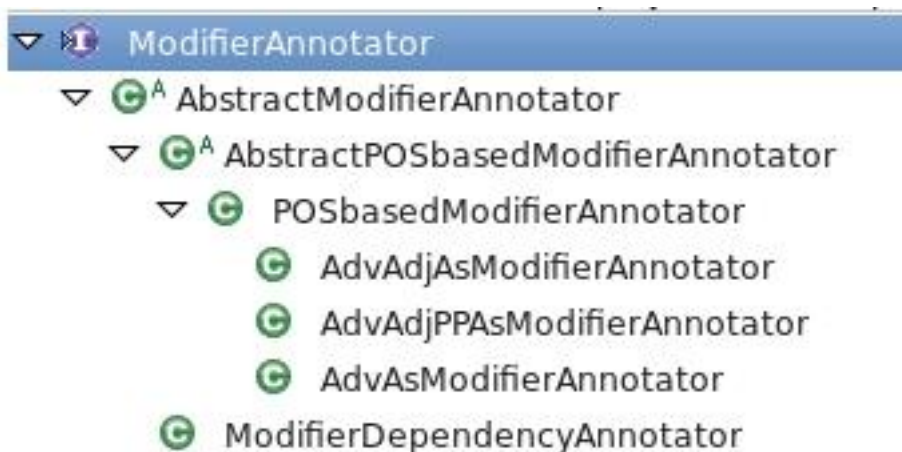 ModifierAnnotator
AbstractModifierAnnotator
AbstractPOSbasedModifierAnnotator
POSbasedModifierAnnotator
AdvAdjAsModifierAnnotator
AdvAdjPPAsModifierAnnotator
AdvAsModifierAnnotator
ModifierDependencyAnnotator